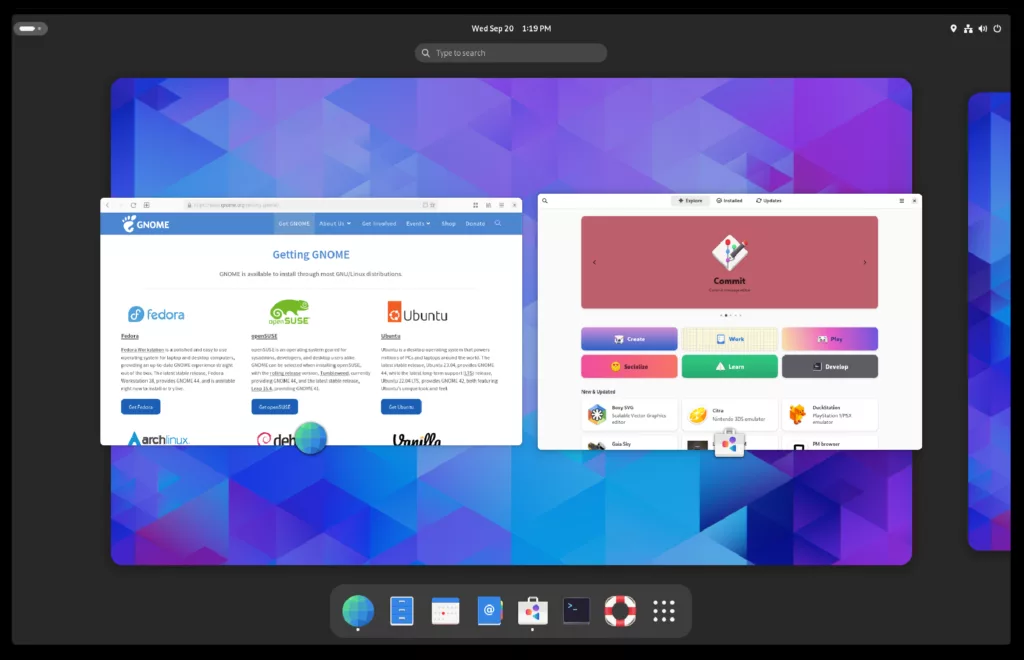 Wed Sep 20 1:19 PM
Type to search
GNOME
Get GNOME About Us Get Involved Events Shop Donate
Getting GNOME
GNOME is available to install through most GNU/Linux distributions.
fedora
openSUSE
Ubuntu
Fedora
Fedora Workstation is a polished and easy to use
operating system for laptop and desktop computers,
providing an up-to-date GNOME experience straight
out of the box. The latest stable release, Fedora
Workstation 38, provides GNOME 44, and is available
right now to install or try live.
Get Fedora
openSUSE
openSUSE is an operating system geared for
sysadmins, developers, and desktop users alike.
GNOME can be selected when installing openSUSE,
with the rolling release version, Tumbleweed, currently
providing GNOME 44, and the latest stable release,
Leap 15.4, providing GNOME 41.
Get openSUSE
Ubuntu
Ubuntu is a desktop operating system that powers
millions of PCs and laptops around the world. The
latest stable release, Ubuntu 23.04, provides GNOME
44, while the latest long-term support (LTS) release,
Ubuntu 22.04 LTS, provides GNOME 42, both featuring
Ubuntu's unique look and feel.
Get Ubuntu
archlinux
deb
Vanilla
Explore Installed Updates
Commit
Create Work Play
Socialize Learn Develop
New & Updated
Boxy SVG
Scalable Vector Graphics
editor
Citra
Nintendo 3DS emulator
DuckStation
PlayStation 1/PSX
emulator
Gaia Sky
PM browser